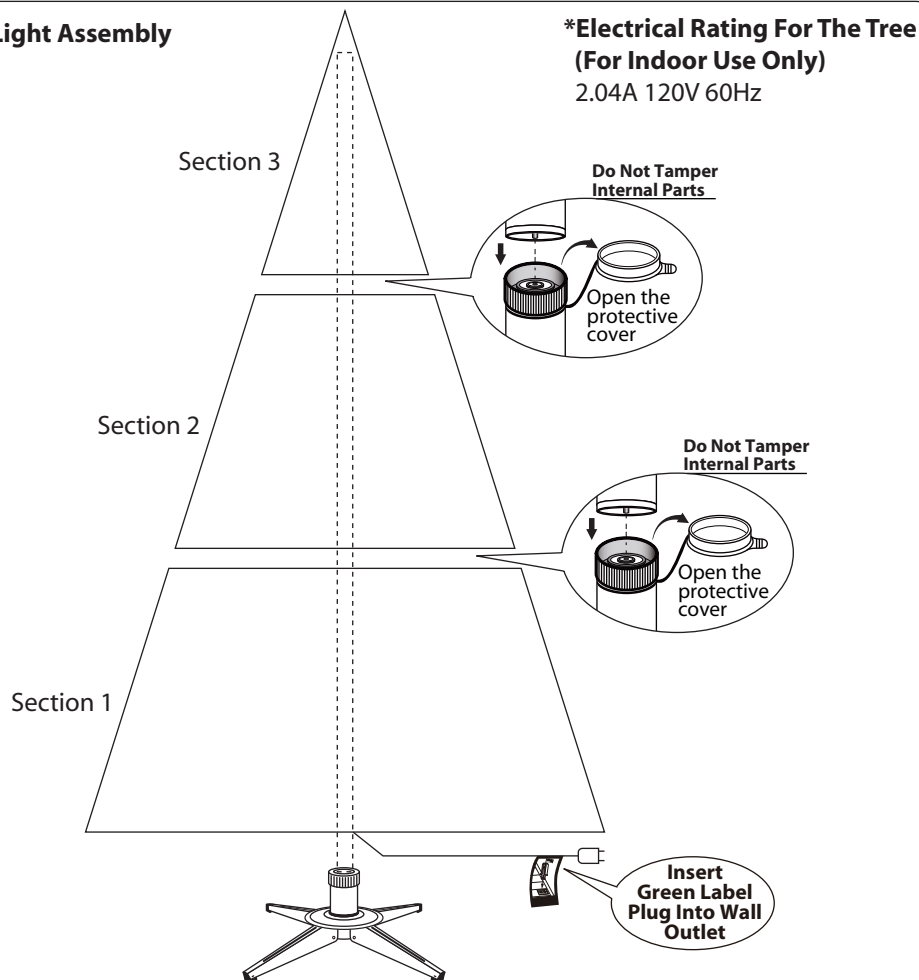 Light Assembly
*Electrical Rating For The Tree
(For Indoor Use Only)
2.04A 120V 60Hz
Section 3
Do Not Tamper
Internal Parts
Open the
protective
cover
Section 2
Do Not Tamper
Internal Parts
Open the
protective
cover
Section 1
Insert
Green Label
Plug Into Wall
Outlet